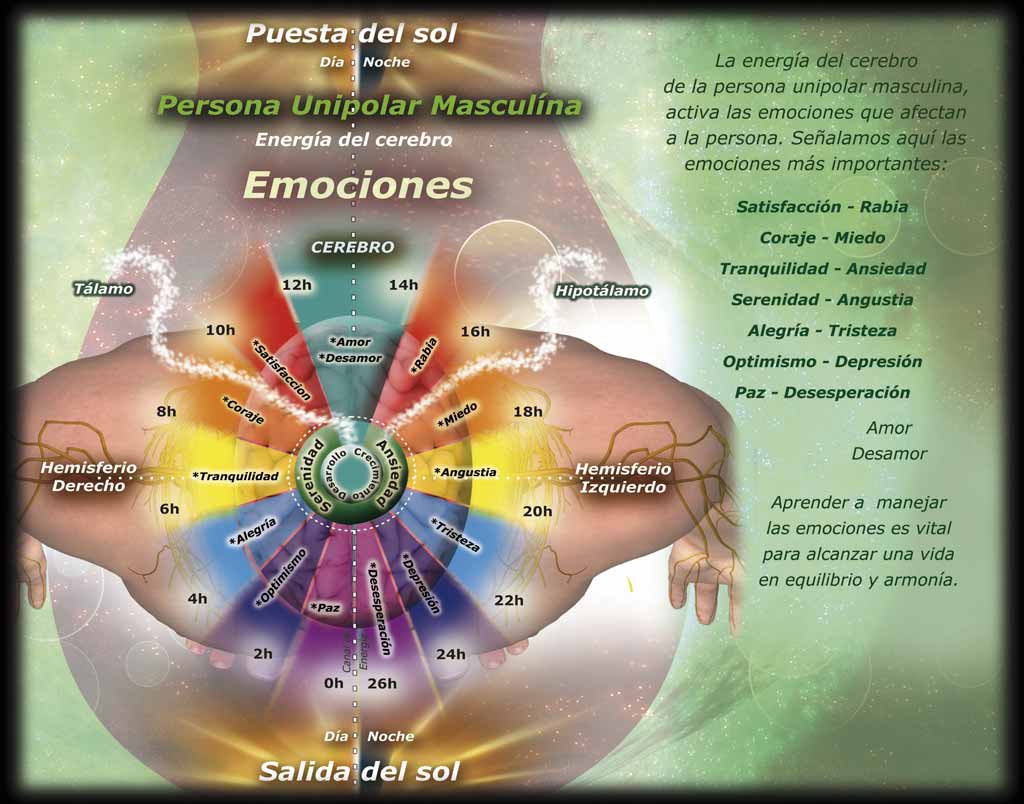 Puesta del sol
Día Noche
Persona Unipolar Masculína
Energía del cerebro
Emociones
CEREBRO
12h 14h
Tálamo
Hipotálamo
10h
16h
*Amor
*Desamor
*Satisfaccion
*Rabia
8h
*Coraje
*Miedo
18h
Hemisferio
Derecho
*Tranquilidad
Serenidad
Ansiedad
Desarrollo
Crecimiento
*Angustia
Hemisferio
Izquierdo
6h
20h
*Alegría
*Tristeza
*Optimismo
*Depresión
4h
*Paz
*Desesperación
22h
2h
24h
Energía
0h 26h
Día Noche
Salida del sol
La energía del cerebro
de la persona unipolar masculina,
activa las emociones que afectan
a la persona. Señalamos aquí las
emociones más importantes:
Satisfacción - Rabia
Coraje - Miedo
Tranquilidad - Ansiedad
Serenidad - Angustia
Alegría - Tristeza
Optimismo - Depresión
Paz - Desesperación
Amor
Desamor
Aprender a manejar
las emociones es vital
para alcanzar una vida
en equilibrio y armonía.